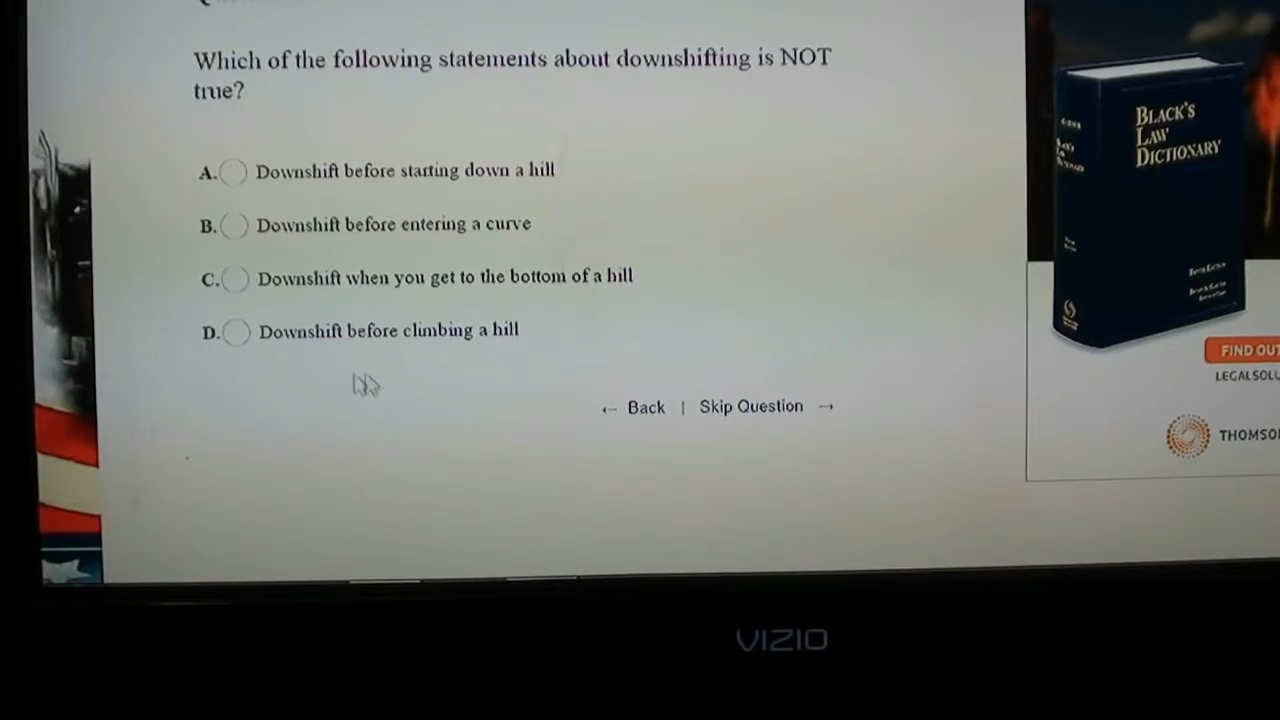 Which of the following statements about downshifting is NOT
true?
A. Downshift before starting down a hill
B. Downshift before entering a curve
C. Downshift when you get to the bottom of a hill
D. Downshift before climbing a hill
← Back | Skip Question →
BLACK'S
LAW
DICTIONARY
FIND OUT
LEGALSOLU
THOMSO
VIZIO